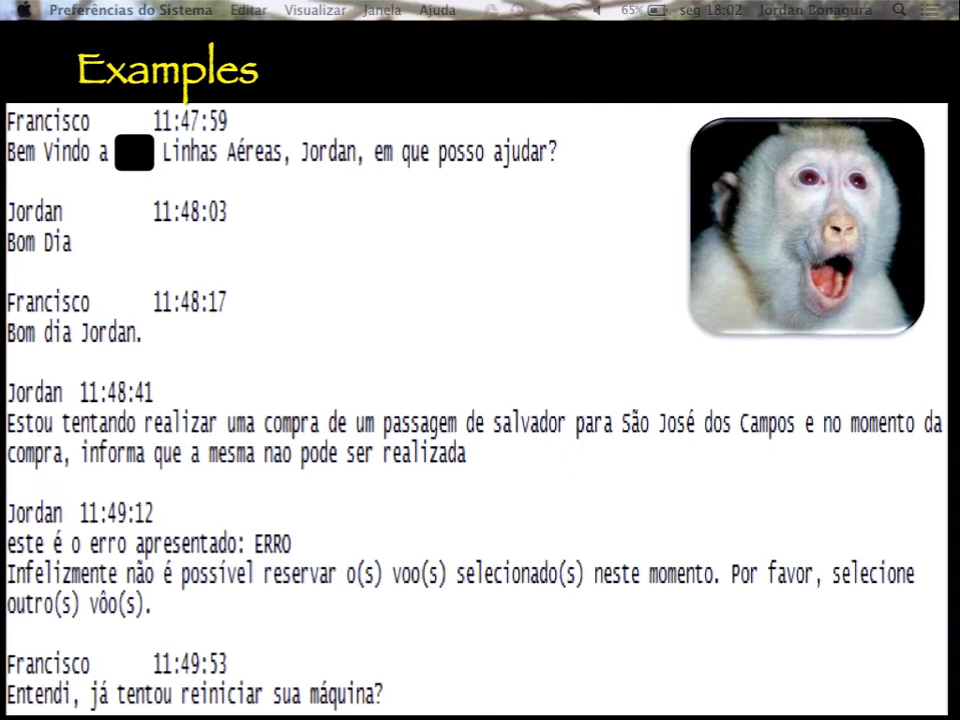 Preferências do Sistema Editar Visualizar Janela Ajuda 65% seg 18:02 Jordan Bonagura
Examples
Francisco 11:47:59
Bem Vindo a Linhas Aéreas, Jordan, em que posso ajudar?
Jordan 11:48:03
Bom Dia
Francisco 11:48:17
Bom dia Jordan.
Jordan 11:48:41
Estou tentando realizar uma compra de um passagem de salvador para São José dos Campos e no momento da
compra, informa que a mesma nao pode ser realizada
Jordan 11:49:12
este é o erro apresentado: ERRO
Infelizmente não é possível reservar o(s) voo(s) selecionado(s) neste momento. Por favor, selecione
outro(s) vôo(s).
Francisco 11:49:53
Entendi, já tentou reiniciar sua máquina?